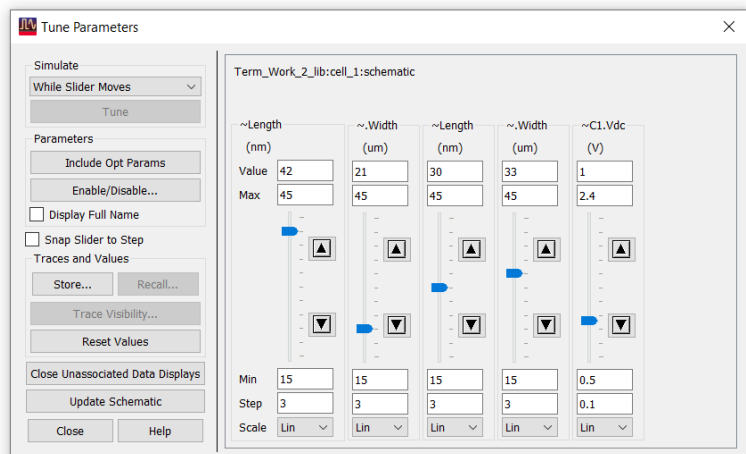 Tune Parameters
Simulate
While Slider Moves
Tune
Parameters
Include Opt Params
Enable/Disable...
Display Full Name
Snap Slider to Step
Traces and Values
Store... Recall...
Trace Visibility...
Reset Values
Close Unassociated Data Displays
Update Schematic
Close Help
Term_Work_2_lib:cell_1:schematic
~Length ~.Width ~Length ~.Width ~C1.Vdc
(nm) (um) (nm) (um) (V)
Value 42 21 30 33 1
Max 45 45 45 45 2.4
Min 15 15 15 15 0.5
Step 3 3 3 3 0.1
Scale Lin Lin Lin Lin Lin